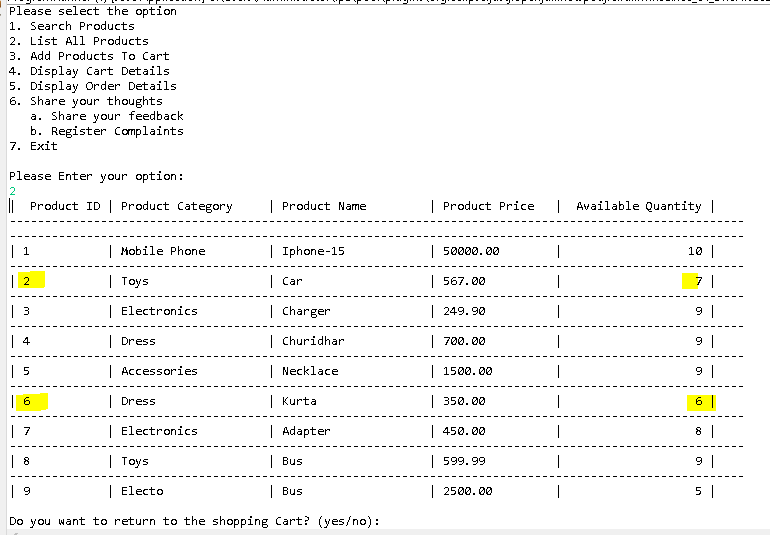 Please select the option
1. Search Products
2. List All Products
3. Add Products To Cart
4. Display Cart Details
5. Display Order Details
6. Share your thoughts
a. Share your feedback
b. Register Complaints
7. Exit
Please Enter your option:
2
| Product ID | Product Category | Product Name | Product Price | Available Quantity |
| 1 | Mobile Phone | Iphone-15 | 50000.00 | 10 |
| 2 | Toys | Car | 567.00 | 7 |
| 3 | Electronics | Charger | 249.90 | 9 |
| 4 | Dress | Churidhar | 700.00 | 9 |
| 5 | Accessories | Necklace | 1500.00 | 9 |
| 6 | Dress | Kurta | 350.00 | 6 |
| 7 | Electronics | Adapter | 450.00 | 8 |
| 8 | Toys | Bus | 599.99 | 9 |
| 9 | Electo | Bus | 2500.00 | 5 |
Do you want to return to the shopping Cart? (yes/no):